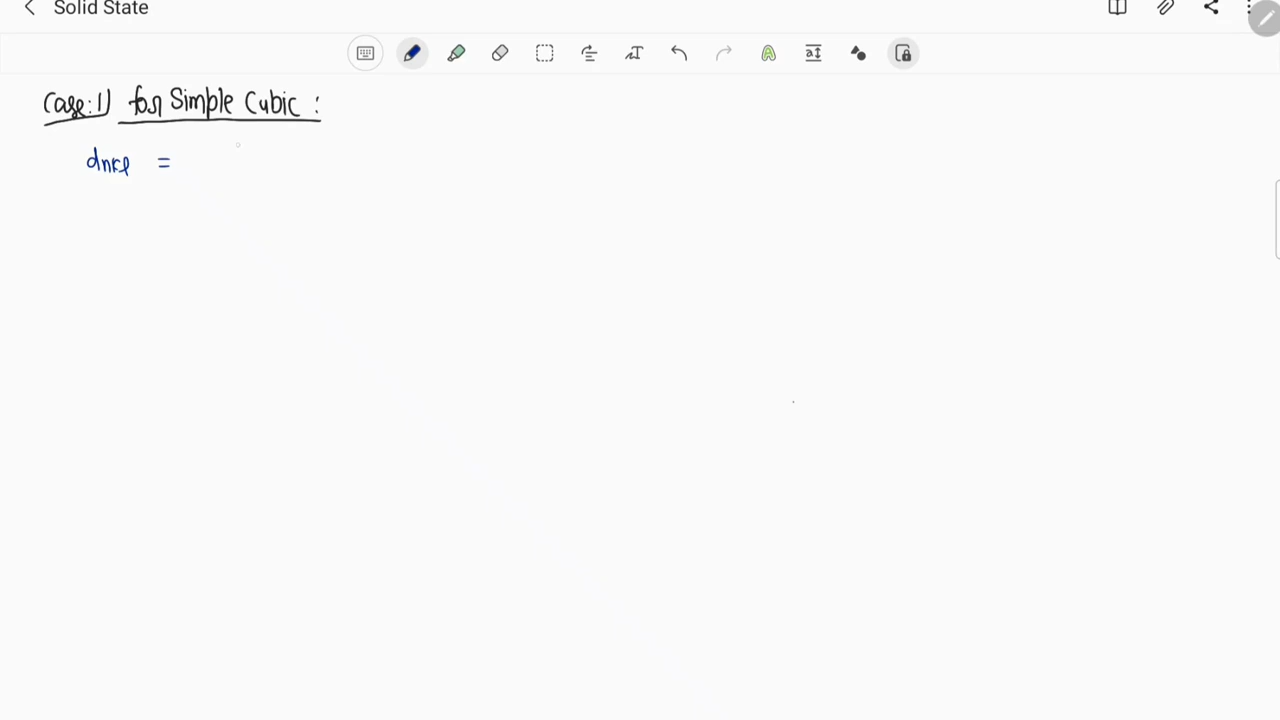 Solid State
Case:1) for Simple Cubic :
dhkl =